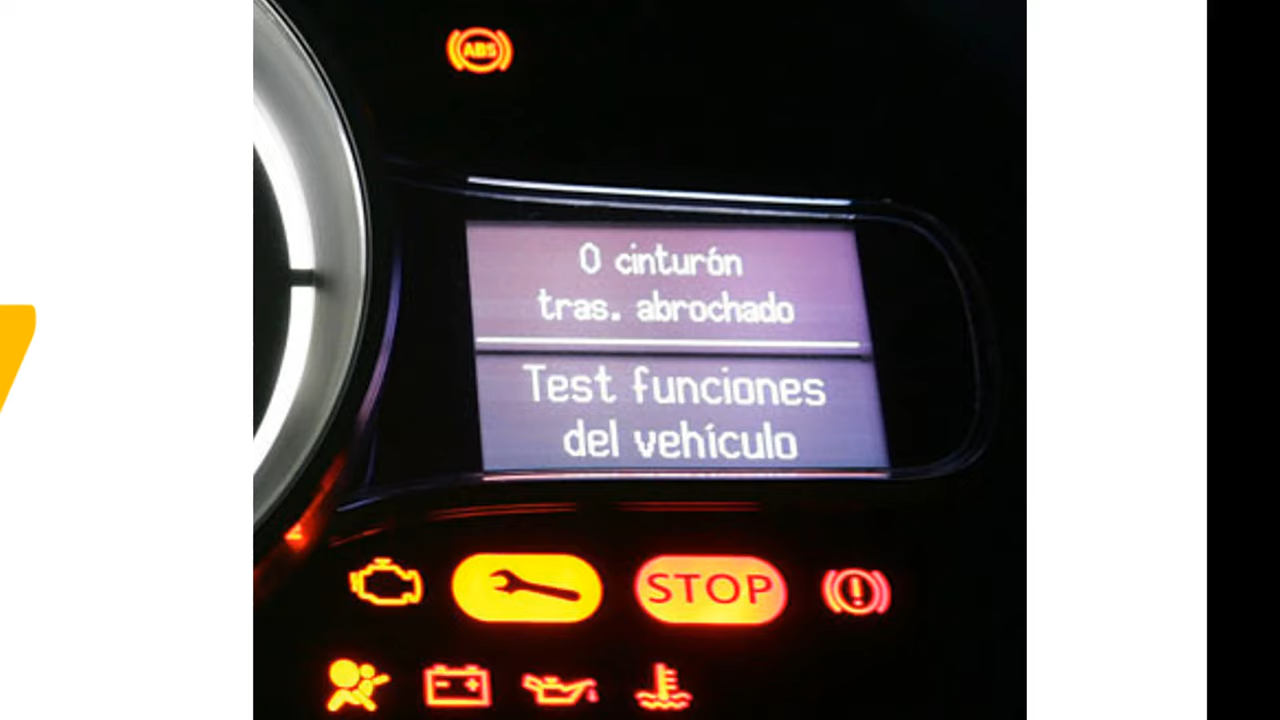 ABS
0 cinturón
tras. abrochado
Test funciones
del vehículo
STOP